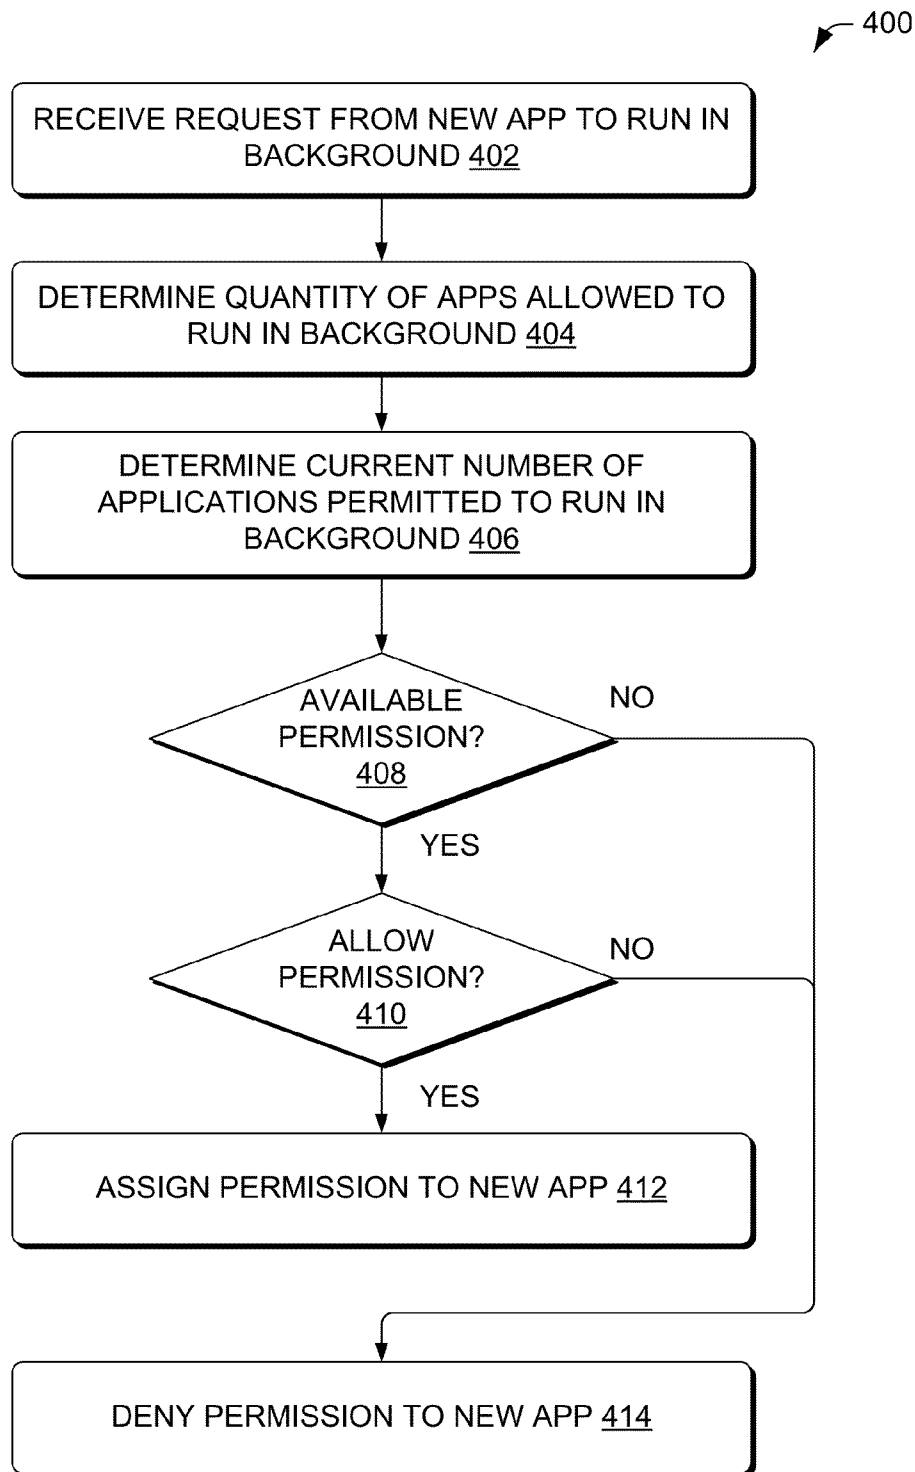 400
RECEIVE REQUEST FROM NEW APP TO RUN IN
BACKGROUND 402
DETERMINE QUANTITY OF APPS ALLOWED TO
RUN IN BACKGROUND 404
DETERMINE CURRENT NUMBER OF
APPLICATIONS PERMITTED TO RUN IN
BACKGROUND 406
AVAILABLE
PERMISSION?
408
NO
YES
ALLOW
PERMISSION?
410
NO
YES
ASSIGN PERMISSION TO NEW APP 412
DENY PERMISSION TO NEW APP 414